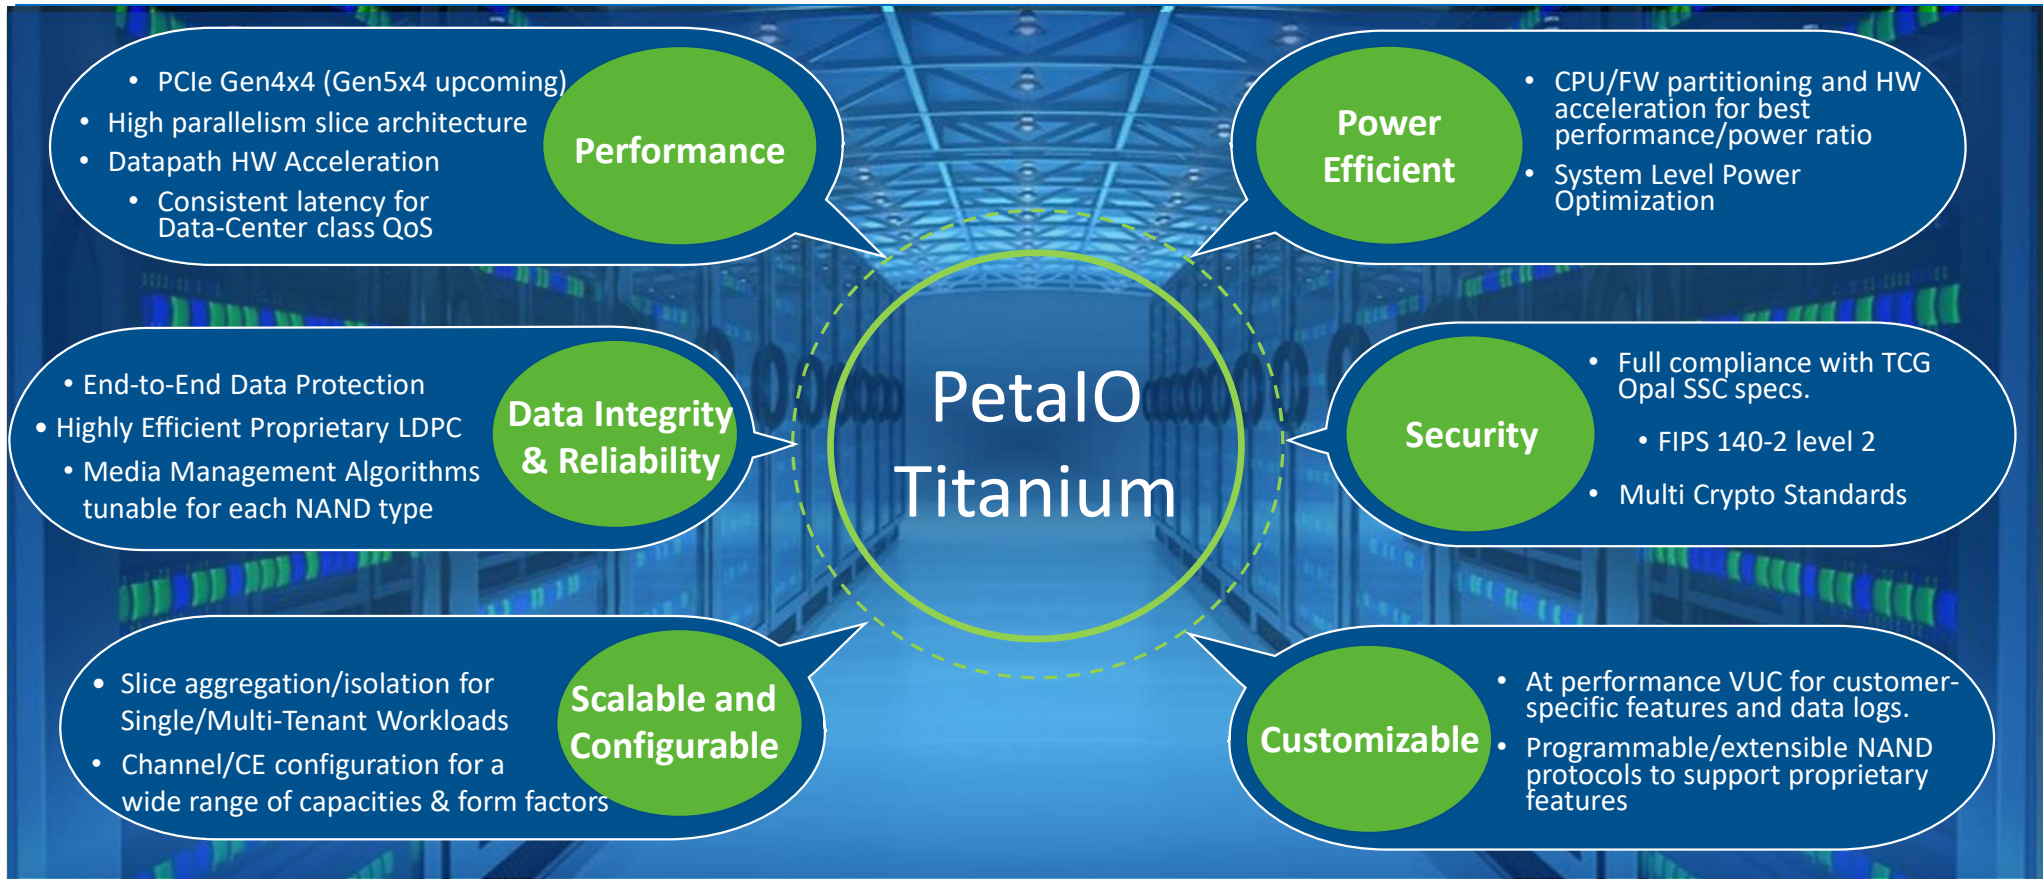 • PCIe Gen4x4 (Gen5x4 upcoming)
• High parallelism slice architecture
• Datapath HW Acceleration
• Consistent latency for
Data-Center class QoS
Performance
Power
Efficient
• CPU/FW partitioning and HW
acceleration for best
performance/power ratio
• System Level Power
Optimization
• End-to-End Data Protection
• Highly Efficient Proprietary LDPC
• Media Management Algorithms
tunable for each NAND type
Data Integrity
& Reliability
PetaIO
Titanium
Security
• Full compliance with TCG
Opal SSC specs.
• FIPS 140-2 level 2
• Multi Crypto Standards
• Slice aggregation/isolation for
Single/Multi-Tenant Workloads
• Channel/CE configuration for a
wide range of capacities & form factors
Scalable and
Configurable
Customizable
• At performance VUC for customer-
specific features and data logs.
• Programmable/extensible NAND
protocols to support proprietary
features